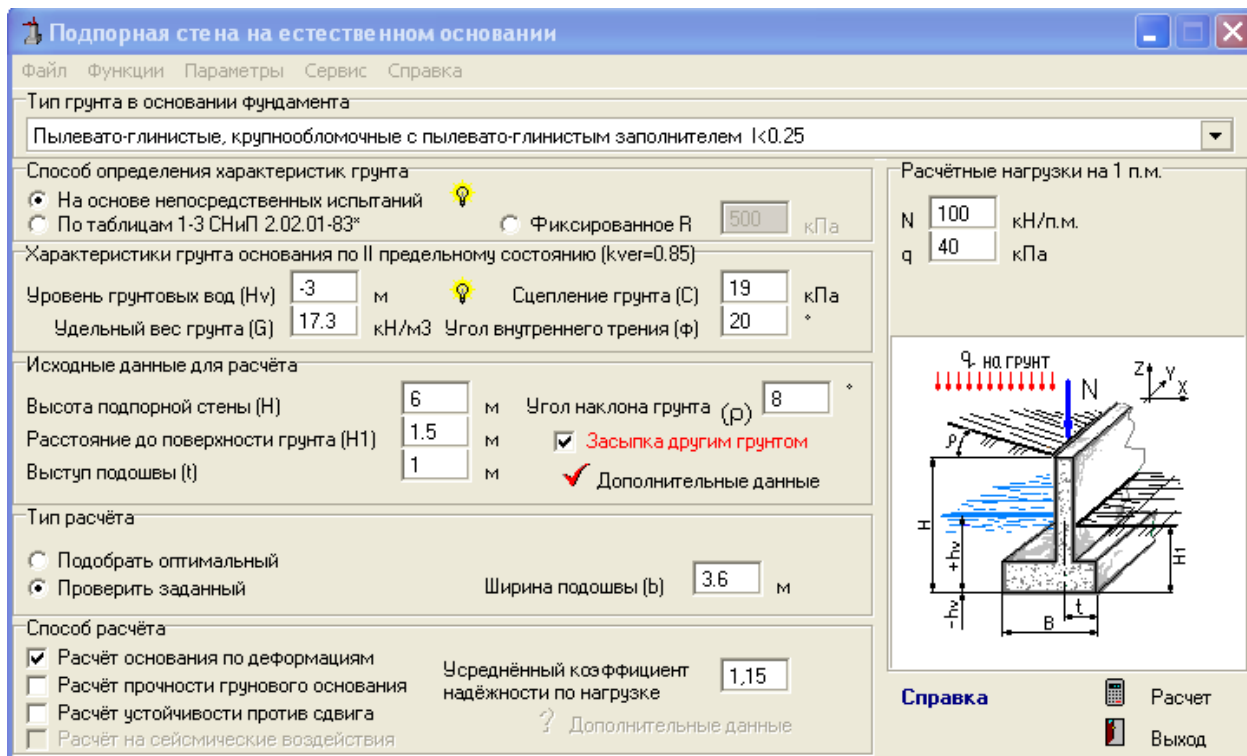 Подпорная стена на естественном основании
Файл Функции Параметры Сервис Справка
Тип грунта в основании фундамента
Пылевато-глинистые, крупнообломочные с пылевато-глинистым заполнителем I<0.25
Способ определения характеристик грунта
На основе непосредственных испытаний
По таблицам 1-3 СНиП 2.02.01-83* Фиксированное R 500 кПа
Расчётные нагрузки на 1 п.м.
N 100 кН/п.м.
q 40 кПа
Характеристики грунта основания по II предельному состоянию (kver=0.85)
Уровень грунтовых вод (Hv) -3 м Сцепление грунта (C) 19 кПа
Удельный вес грунта (G) 17.3 кН/м3 Угол внутреннего трения (φ) 20 °
Исходные данные для расчёта
Высота подпорной стены (H) 6 м Угол наклона грунта (ρ) 8 °
Расстояние до поверхности грунта (H1) 1.5 м Засыпка другим грунтом
Выступ подошвы (t) 1 м Дополнительные данные
q на грунт
N
Z Y X
ρ
H
+hv
-hv
H1
t
B
Тип расчёта
Подобрать оптимальный
Проверить заданный Ширина подошвы (b) 3.6 м
Способ расчёта
Расчёт основания по деформациям
Расчёт прочности грунового основания
Расчёт устойчивости против сдвига
Расчёт на сейсмические воздействия
Усреднённый коэффициент
надёжности по нагрузке 1,15
? Дополнительные данные
Справка Расчет
Выход